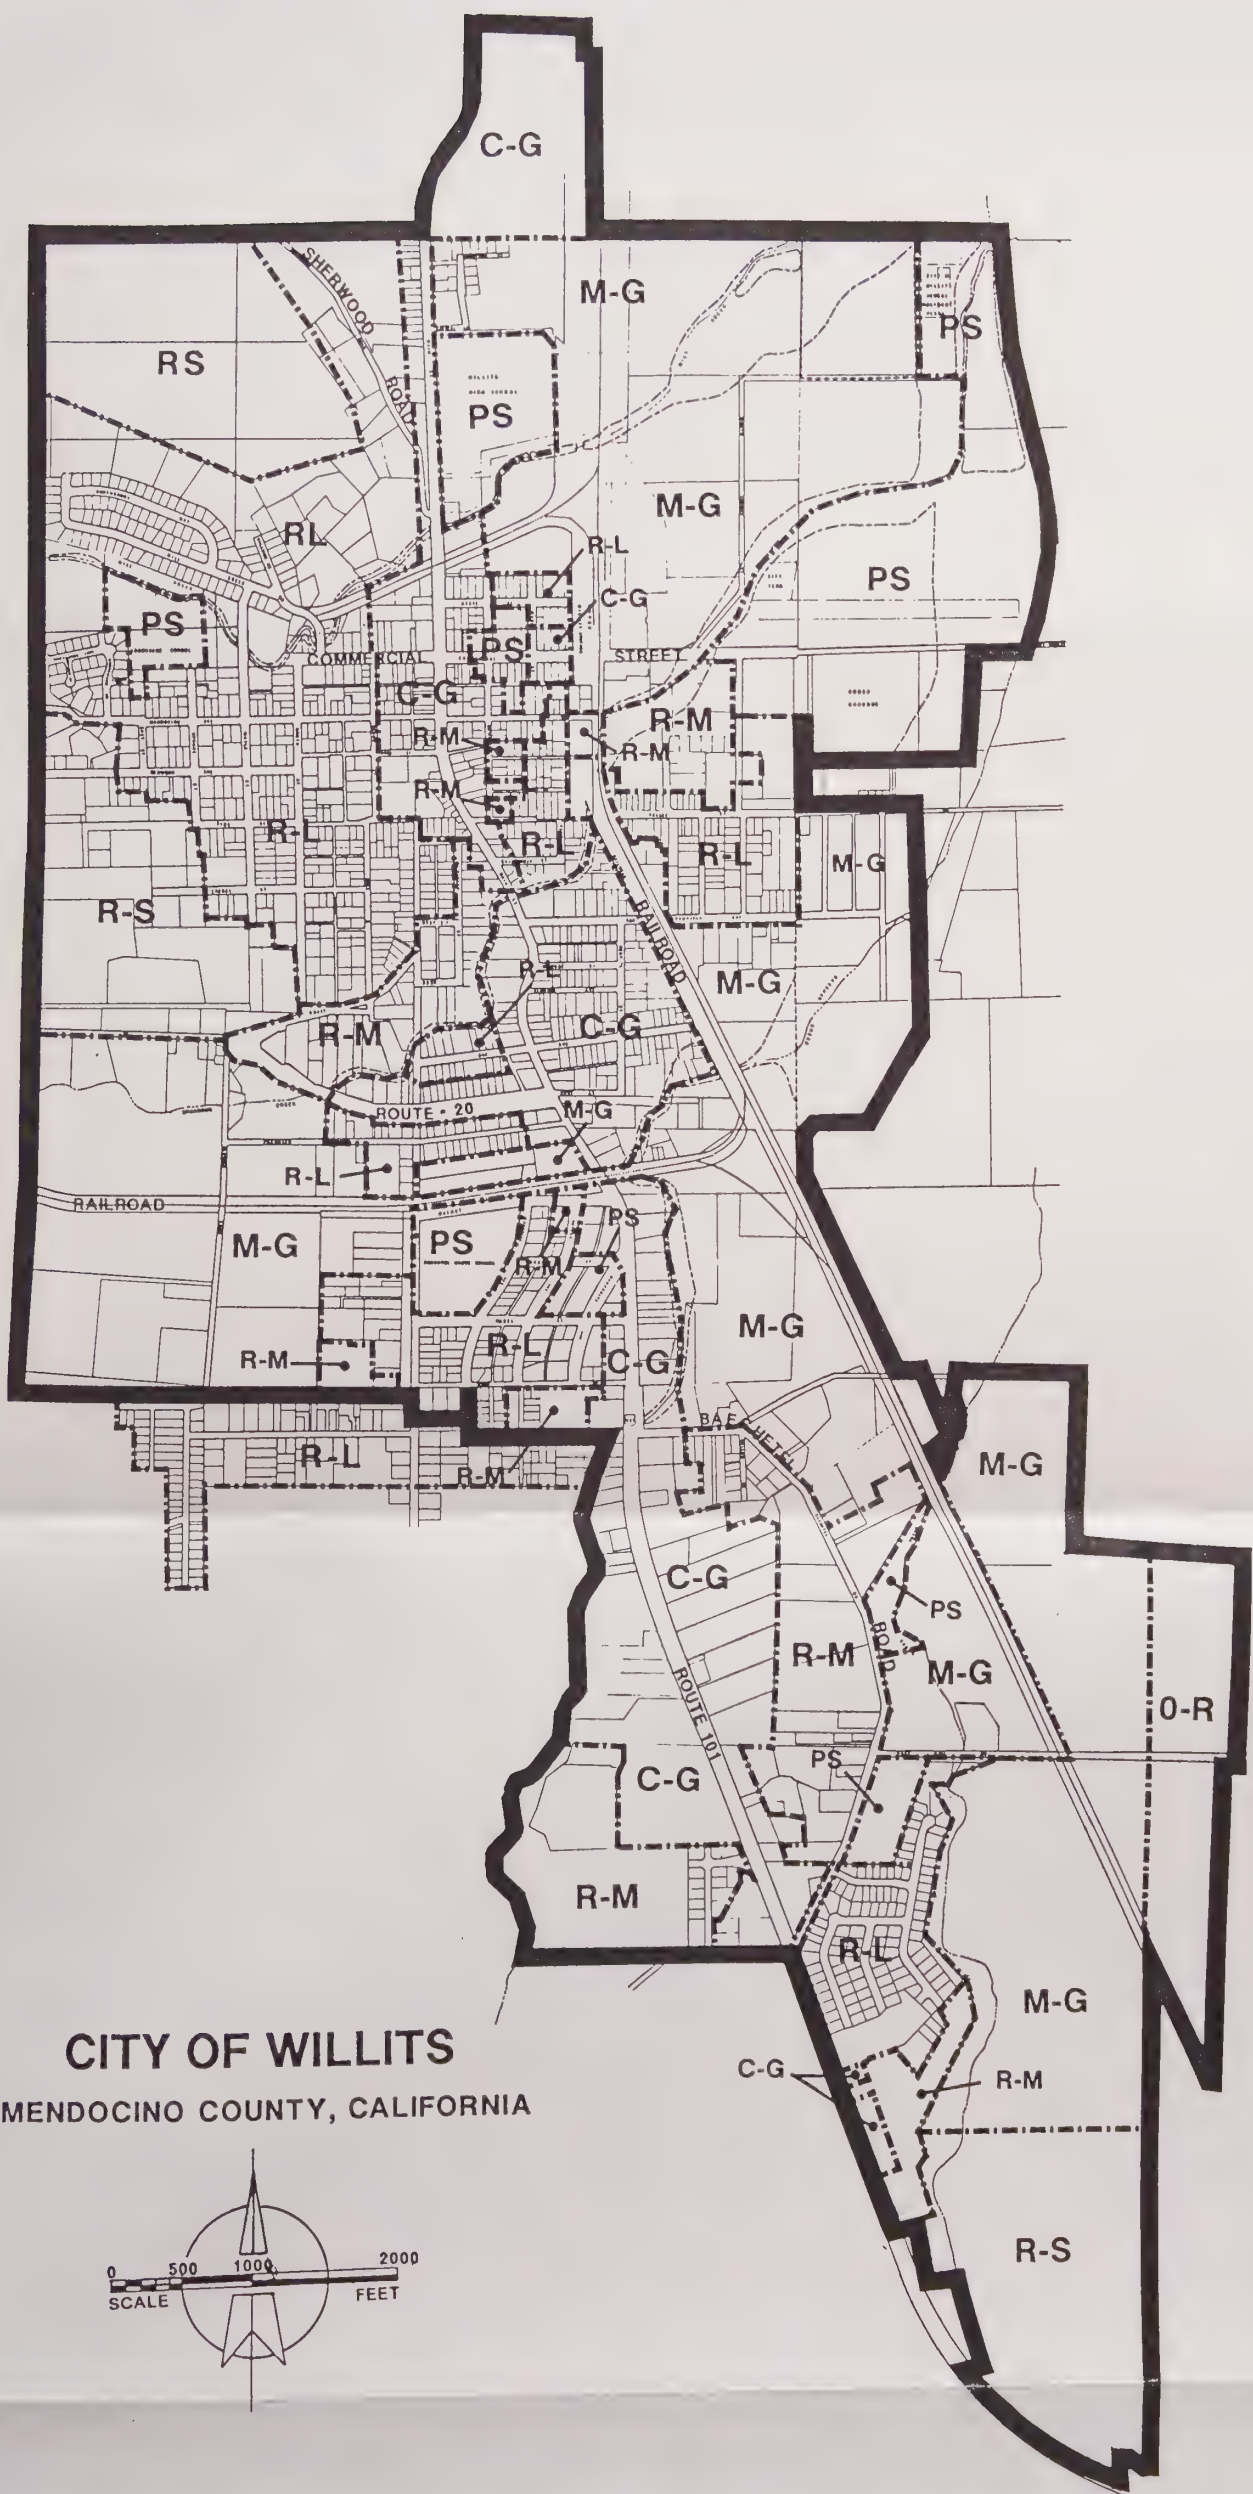 C-G
SHERWOOD
ROAD
M-G
PS
RS
PS
M-G
RL
R-L
PS
C-G
PS
PS
COMMERCIAL
STREET
C-G
R-M
R-M
R-M
R-M
R-L
R-L
R-L
M-G
R-S
RAILROAD
R-L
M-G
R-M
C-G
ROUTE - 20
M-G
R-L
RAILROAD
M-G
PS
PS
R-M
M-G
R-L
C-G
R-M
BAECHETEL
R-L
R-M
M-G
C-G
PS
R-M
ROAD
M-G
O-R
ROUTE 101
PS
C-G
R-M
R-L
M-G
C-G
R-M
R-S
CITY OF WILLITS
MENDOCINO COUNTY, CALIFORNIA
0 500 1000 2000
SCALE FEET